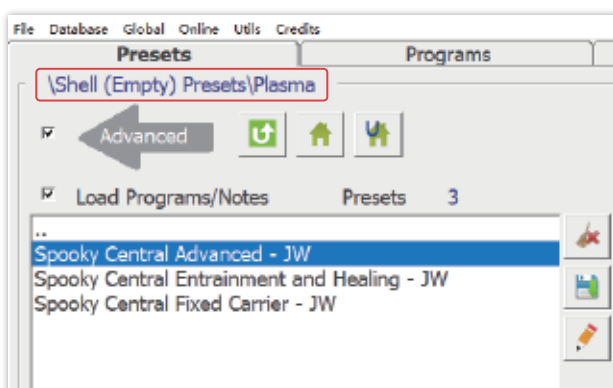 File Database Global Online Utils Credits
Presets Programs
\Shell (Empty) Presets\Plasma
Advanced
Load Programs/Notes Presets 3
..
Spooky Central Advanced - JW
Spooky Central Entrainment and Healing - JW
Spooky Central Fixed Carrier - JW